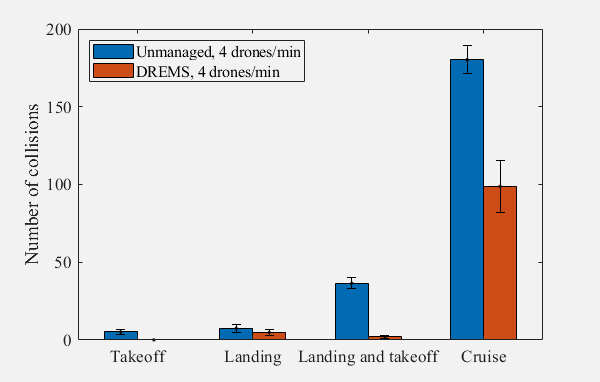 200
Unmanaged, 4 drones/min
DREMS, 4 drones/min
150
100
50
0
Number of collisions
Takeoff Landing Landing and takeoff Cruise